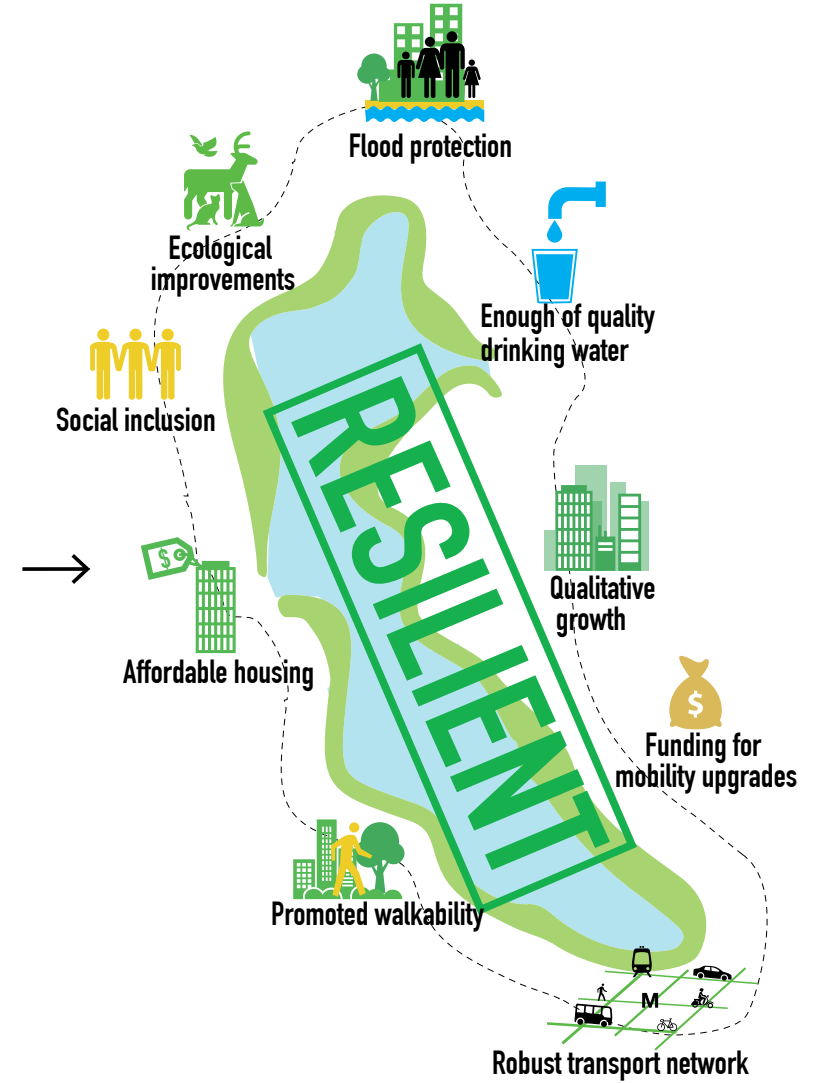 Flood protection
Ecological
improvements
Enough of quality
drinking water
Social inclusion
RESILIENT
$
Qualitative
growth
Affordable housing
$
Funding for
mobility upgrades
Promoted walkability
M
Robust transport network